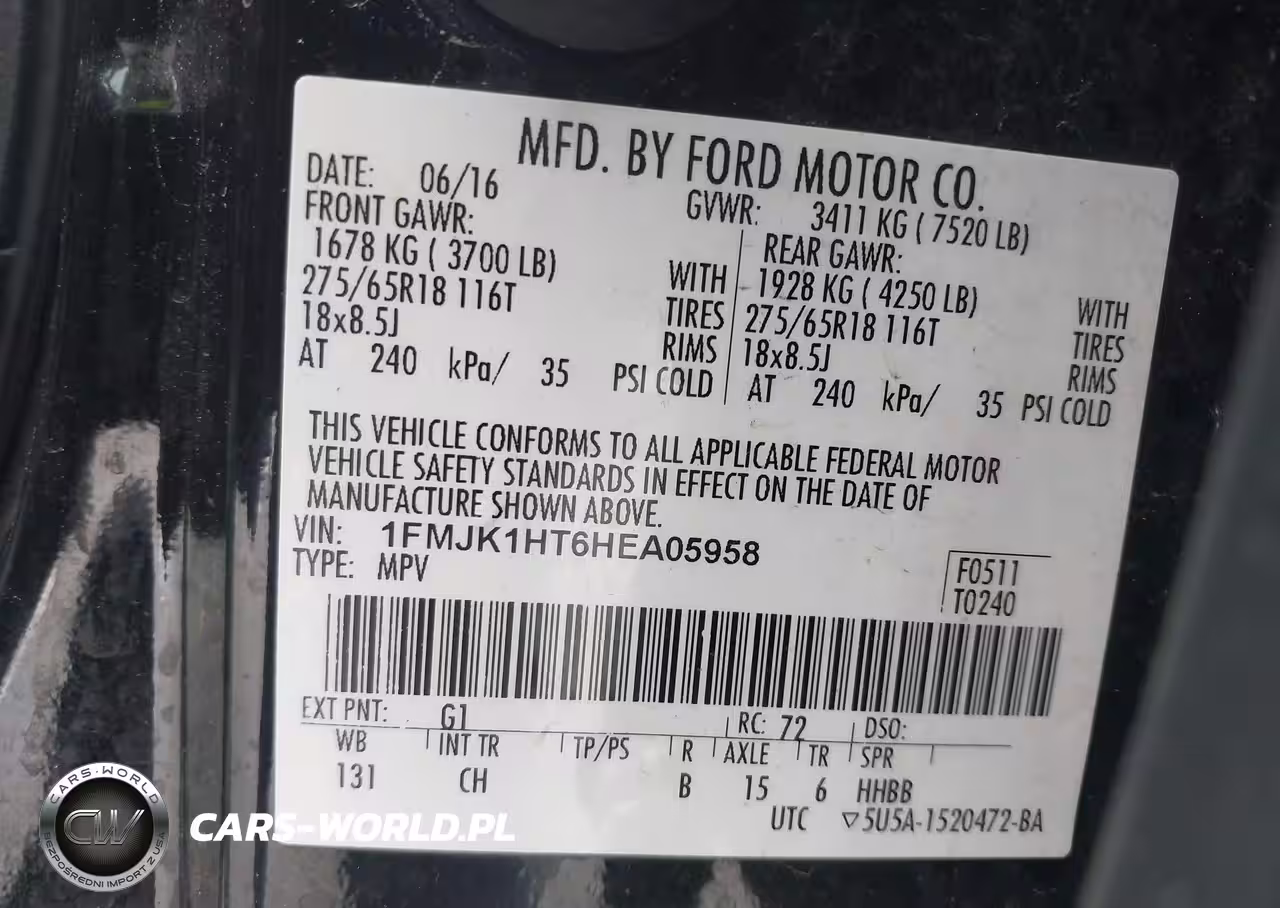 MFD. BY FORD MOTOR CO.
DATE: 06/16 GVWR: 3411 KG ( 7520 LB)
FRONT GAWR: REAR GAWR:
1678 KG ( 3700 LB) WITH 1928 KG ( 4250 LB) WITH
275/65R18 116T TIRES 275/65R18 116T TIRES
18x8.5J RIMS 18x8.5J RIMS
AT 240 kPa/ 35 PSI COLD AT 240 kPa/ 35 PSI COLD
THIS VEHICLE CONFORMS TO ALL APPLICABLE FEDERAL MOTOR
VEHICLE SAFETY STANDARDS IN EFFECT ON THE DATE OF
MANUFACTURE SHOWN ABOVE.
VIN: 1FMJK1HT6HEA05958
TYPE: MPV
F0511
T0240
EXT PNT: G1 RC: 72 DSO:
WB INT TR TP/PS R AXLE TR SPR
131 CH B 15 6 HHBB
UTC ▽5U5A-1520472-BA
CARS-WORLD
CW
BEZPOŚREDNI IMPORT Z USA
CARS-WORLD.PL